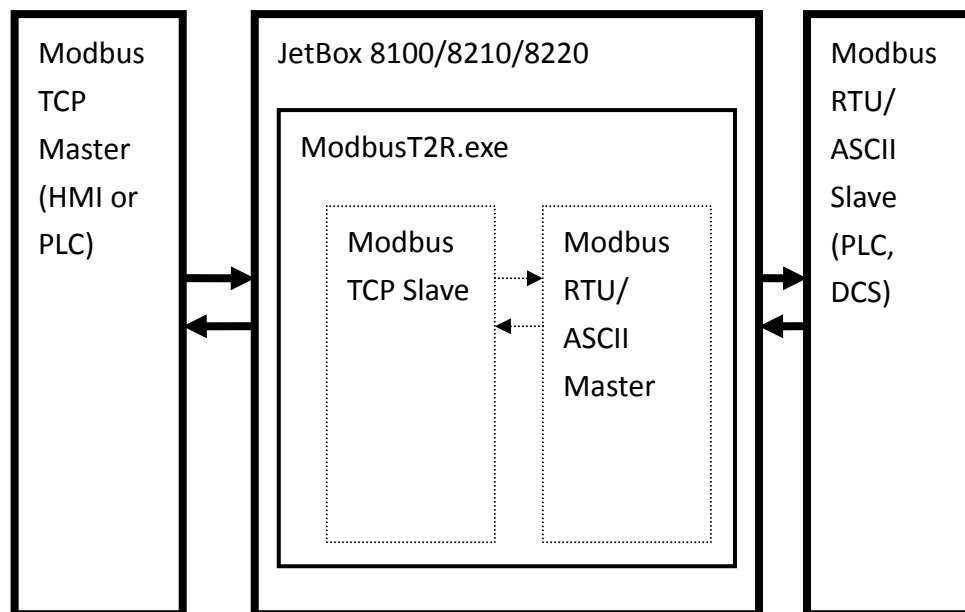 Modbus
TCP
Master
(HMI or
PLC)
JetBox 8100/8210/8220
ModbusT2R.exe
Modbus
TCP Slave
Modbus
RTU/
ASCII
Master
Modbus
RTU/
ASCII
Slave
(PLC,
DCS)